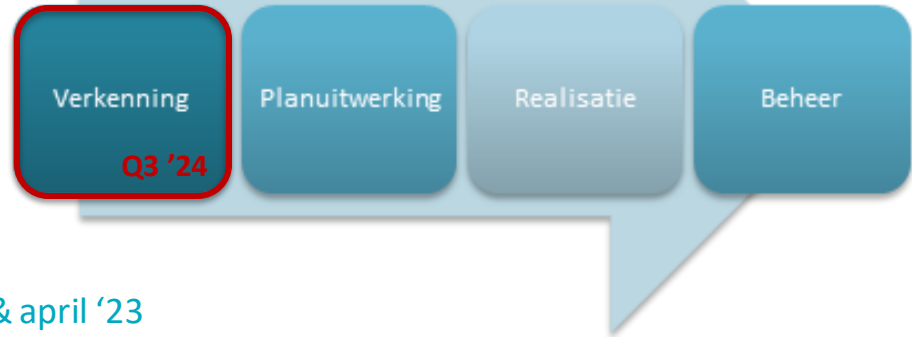 Verkenning Planuitwerking Realisatie Beheer
Q3 ’24
& april ‘23